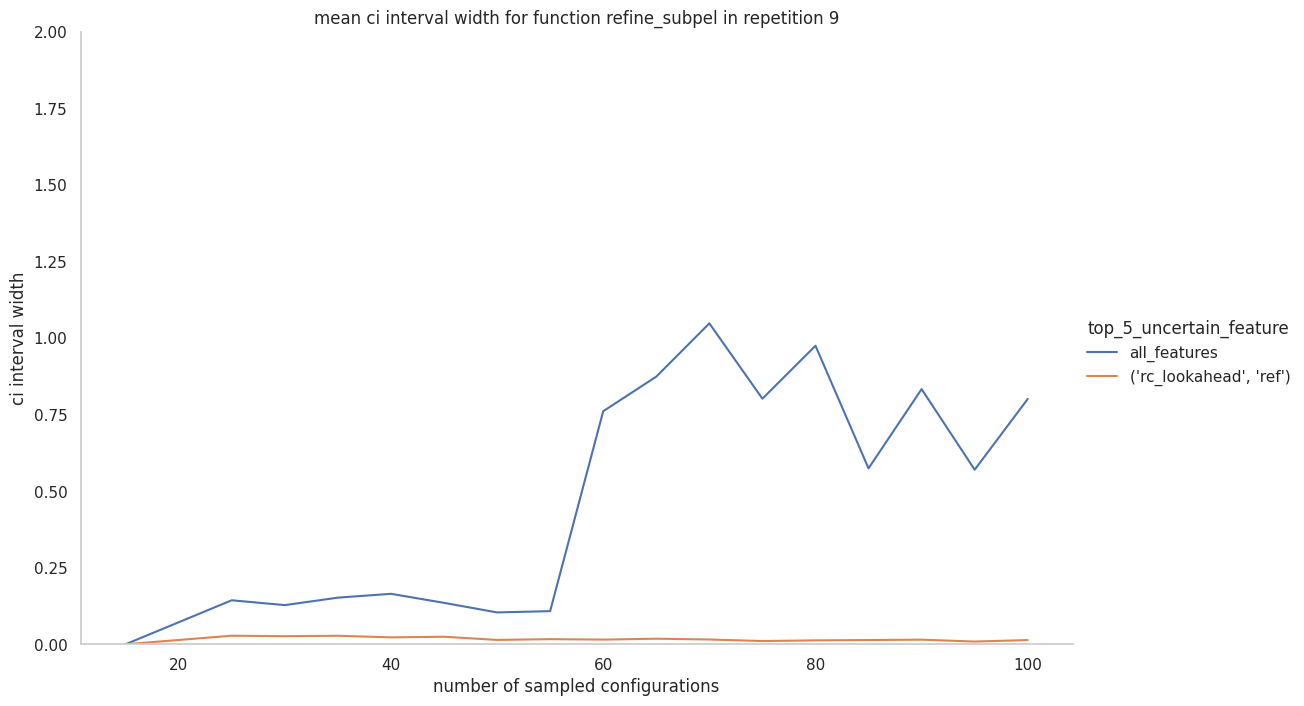 mean ci interval width for function refine_subpel in repetition 9
2.00
1.75
1.50
1.25
1.00
0.75
0.50
0.25
0.00
ci interval width
20
40
60
80
100
number of sampled configurations
top_5_uncertain_feature
all_features
('rc_lookahead', 'ref')